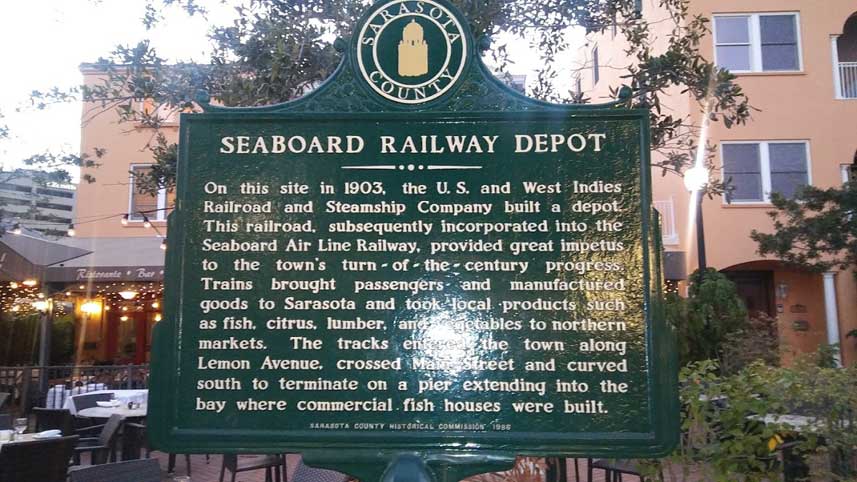 SARASOTA
COUNTY
SEABOARD RAILWAY DEPOT
On this site in 1903, the U.S. and West Indies
Railroad and Steamship Company built a depot.
This railroad, subsequently incorporated into the
Seaboard Air Line Railway, provided great impetus
to the town's turn-of-the-century progress.
Trains brought passengers and manufactured
goods to Sarasota and took local products such
as fish, citrus, lumber, and vegetables to northern
markets. The tracks entered the town along
Lemon Avenue, crossed Main Street and curved
south to terminate on a pier extending into the
bay where commercial fish houses were built.
SARASOTA COUNTY HISTORICAL COMMISSION 1986
Ristorante · Bar